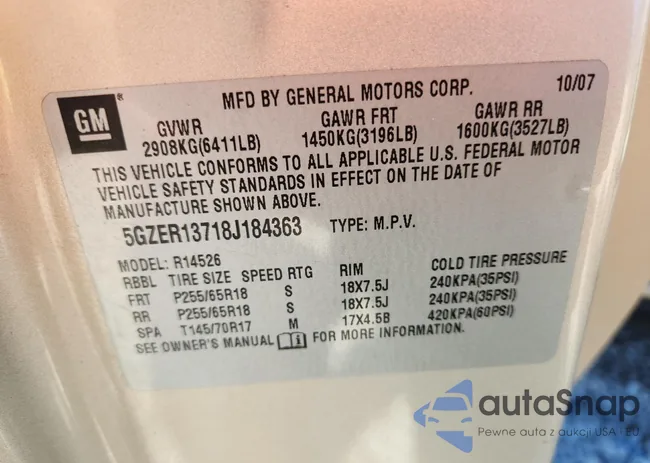 GM
®
MFD BY GENERAL MOTORS CORP. 10/07
GVWR GAWR FRT GAWR RR
2908KG(6411LB) 1450KG(3196LB) 1600KG(3527LB)
THIS VEHICLE CONFORMS TO ALL APPLICABLE U.S. FEDERAL MOTOR
VEHICLE SAFETY STANDARDS IN EFFECT ON THE DATE OF
MANUFACTURE SHOWN ABOVE.
5GZER13718J184363 TYPE: M.P.V.
MODEL: R14526
RBBL TIRE SIZE SPEED RTG RIM COLD TIRE PRESSURE
FRT P255/65R18 S 18X7.5J 240KPA(35PSI)
RR P255/65R18 S 18X7.5J 240KPA(35PSI)
SPA T145/70R17 M 17X4.5B 420KPA(60PSI)
SEE OWNER'S MANUAL FOR MORE INFORMATION.
autoSnap
Pewne auta z aukcji USA - EU